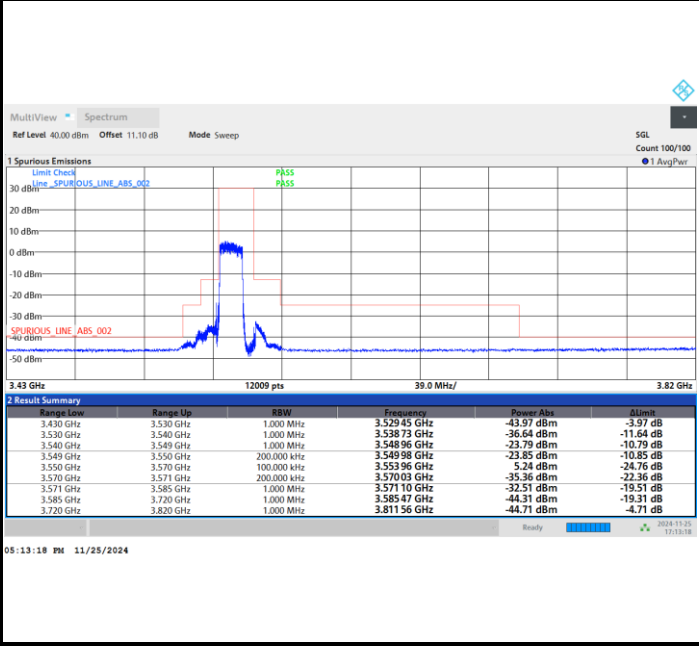 MultiView Spectrum
Ref Level 40.00 dBm Offset 11.10 dB Mode Sweep SGL
Count 100/100
1 Spurious Emissions 1 AvgPwr
Limit Check PASS
Line _SPURIOUS_LINE_ABS_002 PASS
30 dBm
20 dBm
10 dBm
0 dBm
-10 dBm
-20 dBm
-30 dBm
_SPURIOUS_LINE_ABS_002
-40 dBm
-50 dBm
3.43 GHz 12009 pts 39.0 MHz/ 3.82 GHz
2 Result Summary
Range Low Range Up RBW Frequency Power Abs ΔLimit
3.430 GHz 3.530 GHz 1.000 MHz 3.529 45 GHz -43.97 dBm -3.97 dB
3.530 GHz 3.540 GHz 1.000 MHz 3.538 73 GHz -36.64 dBm -11.64 dB
3.540 GHz 3.549 GHz 1.000 MHz 3.548 96 GHz -23.79 dBm -10.79 dB
3.549 GHz 3.550 GHz 200.000 kHz 3.549 98 GHz -23.85 dBm -10.85 dB
3.550 GHz 3.570 GHz 100.000 kHz 3.553 96 GHz 5.24 dBm -24.76 dB
3.570 GHz 3.571 GHz 200.000 kHz 3.570 03 GHz -35.36 dBm -22.36 dB
3.571 GHz 3.585 GHz 1.000 MHz 3.571 10 GHz -32.51 dBm -19.51 dB
3.585 GHz 3.720 GHz 1.000 MHz 3.585 47 GHz -44.31 dBm -19.31 dB
3.720 GHz 3.820 GHz 1.000 MHz 3.811 56 GHz -44.71 dBm -4.71 dB
Ready 2024-11-25
17:13:18
05:13:18 PM 11/25/2024